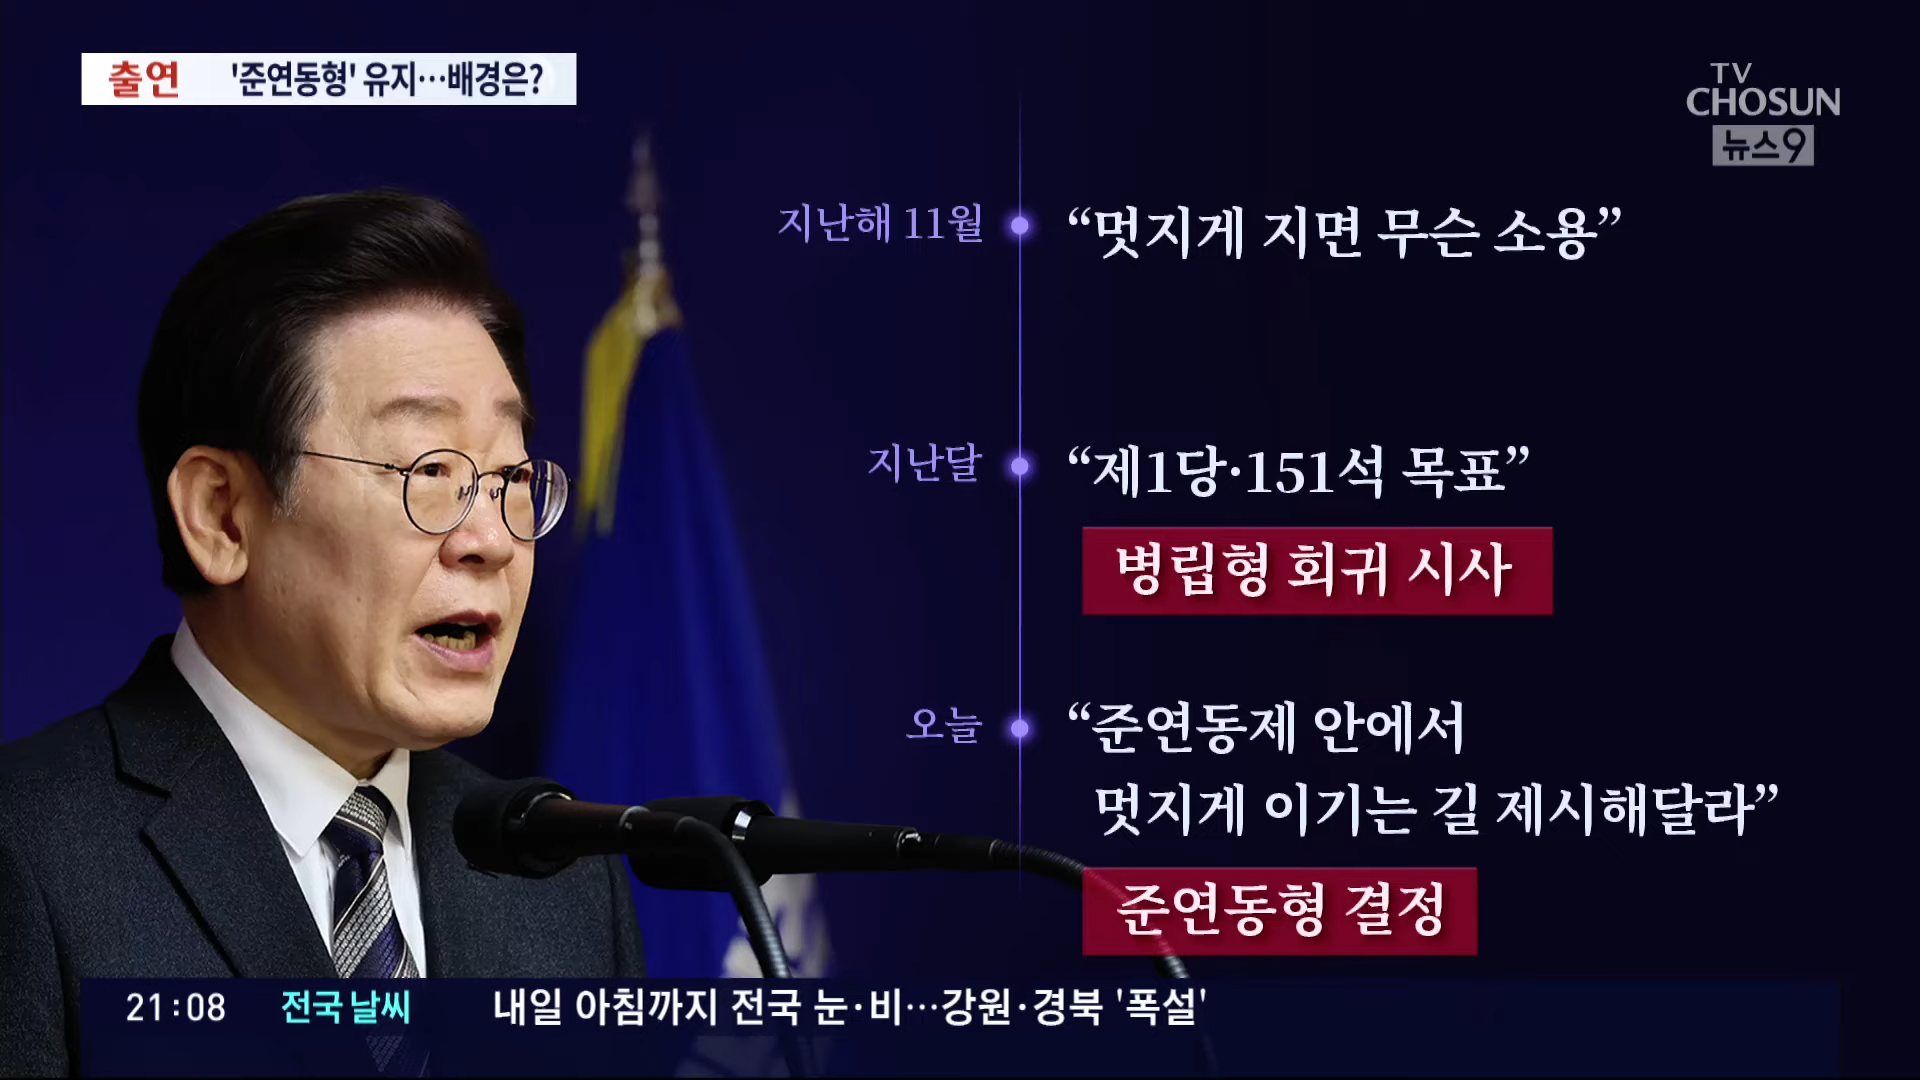 출연 '준연동형' 유지…배경은?
TV
CHOSUN
뉴스9
지난해 11월 “멋지게 지면 무슨 소용”
지난달 “제1당·151석 목표”
병립형 회귀 시사
오늘 “준연동제 안에서
멋지게 이기는 길 제시해달라”
준연동형 결정
21:08 전국 날씨 내일 아침까지 전국 눈·비…강원·경북 '폭설'